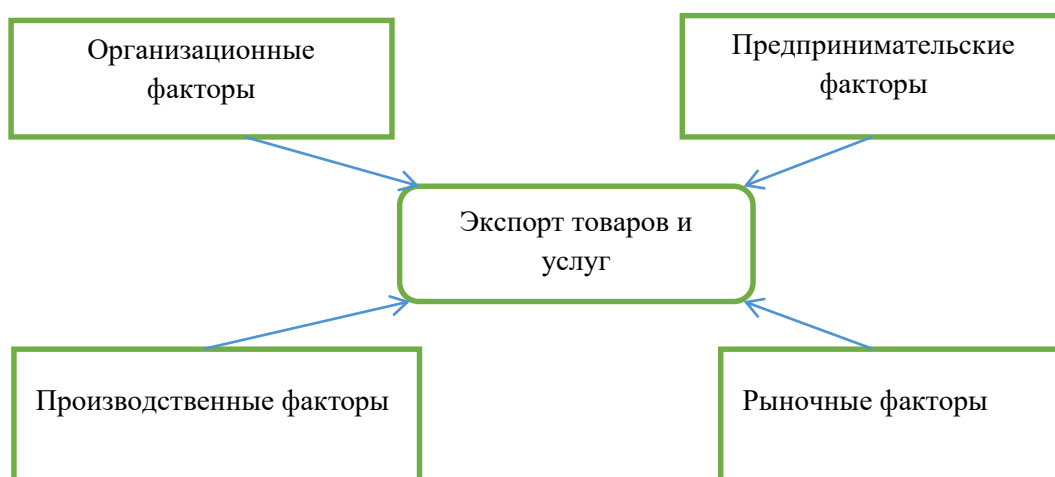 Организационные
факторы
Предпринимательские
факторы
Экспорт товаров и
услуг
Производственные факторы
Рыночные факторы